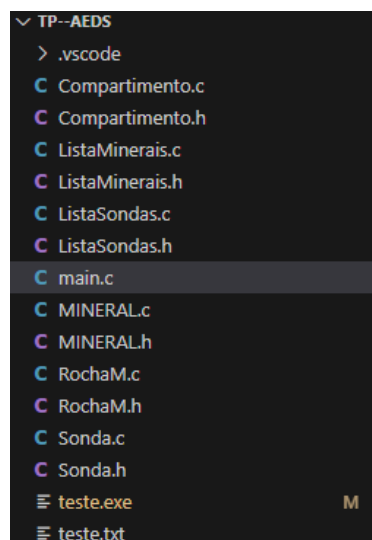 TP--AEDS
.vscode
C Compartimento.c
C Compartimento.h
C ListaMinerais.c
C ListaMinerais.h
C ListaSondas.c
C ListaSondas.h
C main.c
C MINERAL.c
C MINERAL.h
C RochaM.c
C RochaM.h
C Sonda.c
C Sonda.h
teste.exe M
teste.txt